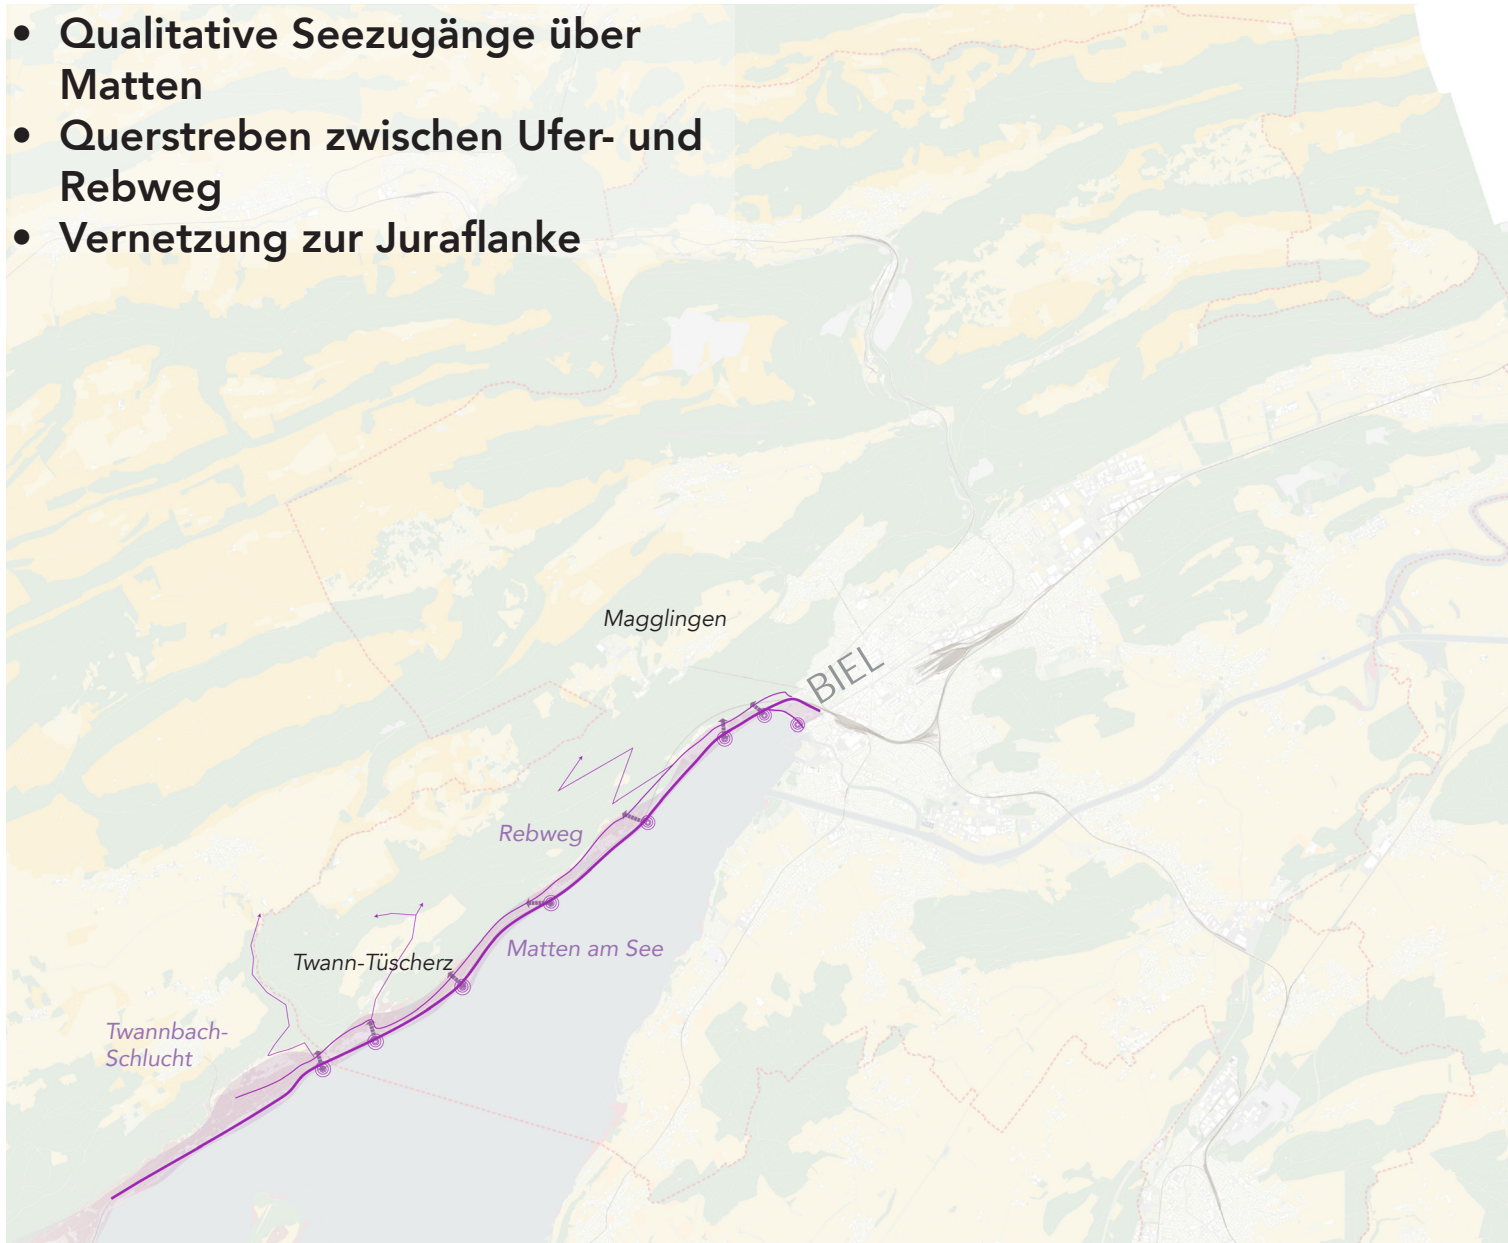 • Qualitative Seezugänge über
Matten
• Querstreben zwischen Ufer- und
Rebweg
• Vernetzung zur Juraflanke
Magglingen
BIEL
Rebweg
Matten am See
Twann-Tüscherz
Twannbach-
Schlucht